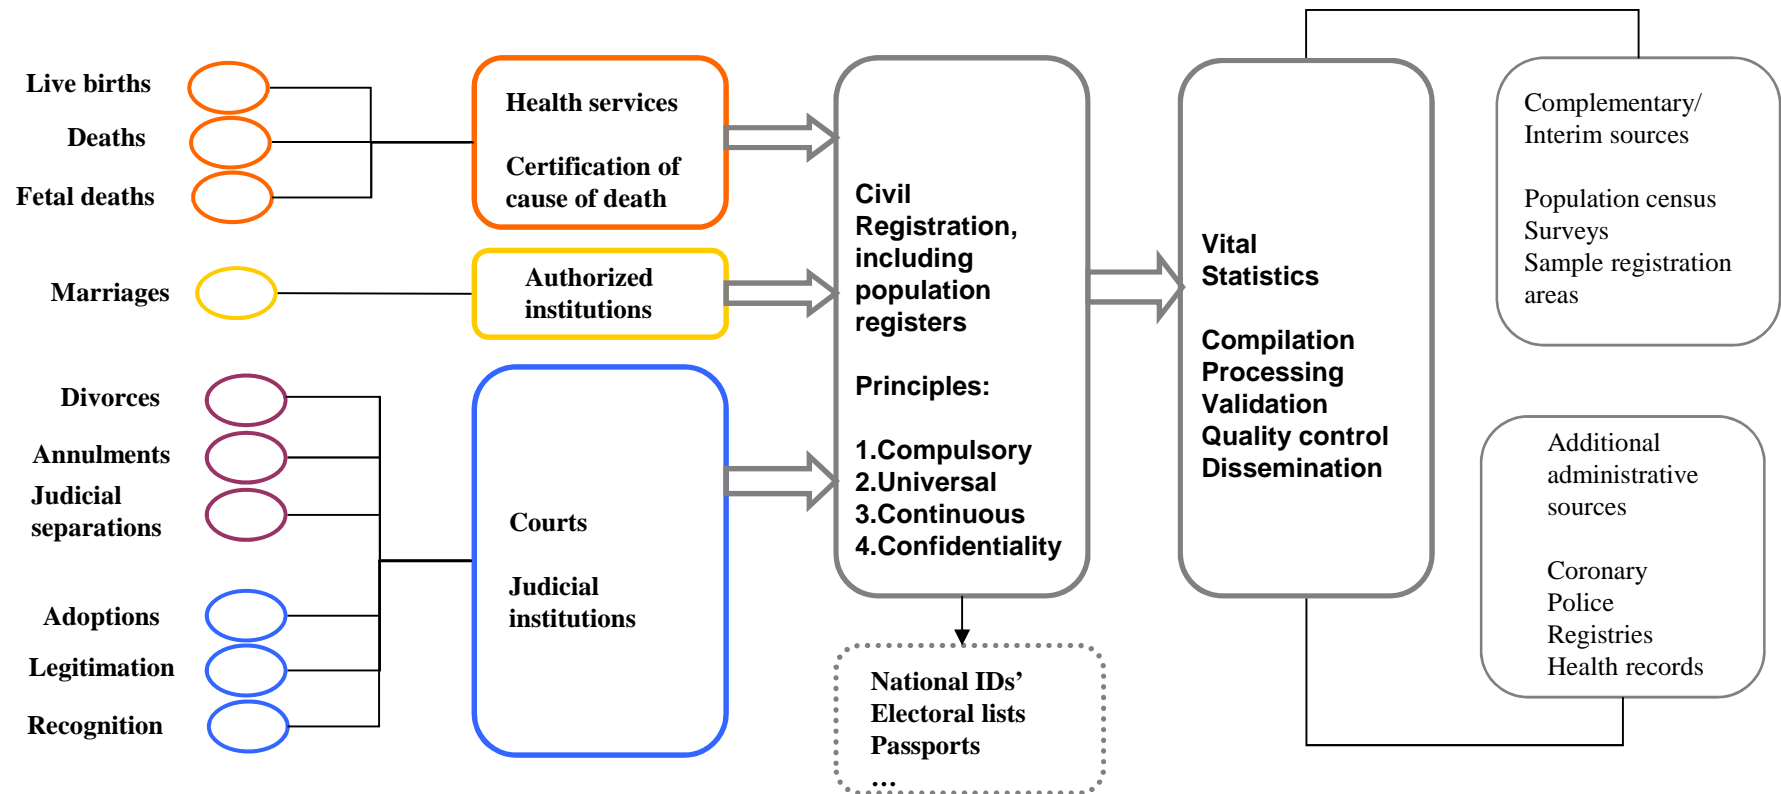 Live births
Deaths
Fetal deaths
Marriages
Divorces
Annulments
Judicial
separations
Adoptions
Legitimation
Recognition
Health services
Certification of
cause of death
Authorized
institutions
Courts
Judicial
institutions
Civil
Registration,
including
population
registers
Principles:
1.Compulsory
2.Universal
3.Continuous
4.Confidentiality
National IDs’
Electoral lists
Passports
…
Vital
Statistics
Compilation
Processing
Validation
Quality control
Dissemination
Complementary/
Interim sources
Population census
Surveys
Sample registration
areas
Additional
administrative
sources
Coronary
Police
Registries
Health records